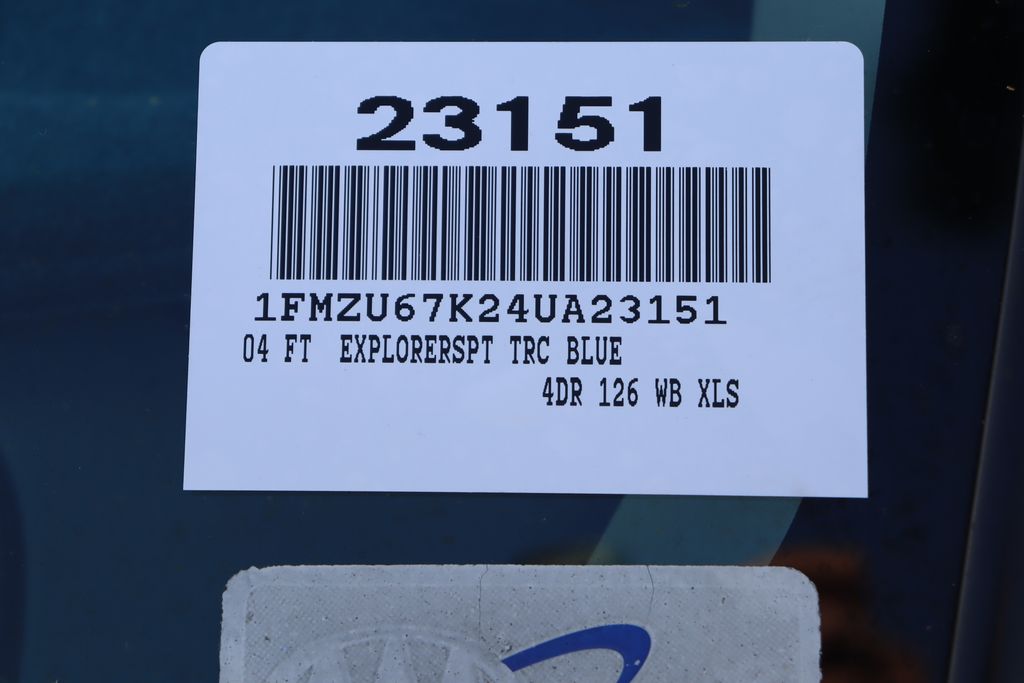 23151
1FMZU67K24UA23151
04 FT EXPLORERSPT TRC BLUE
4DR 126 WB XLS